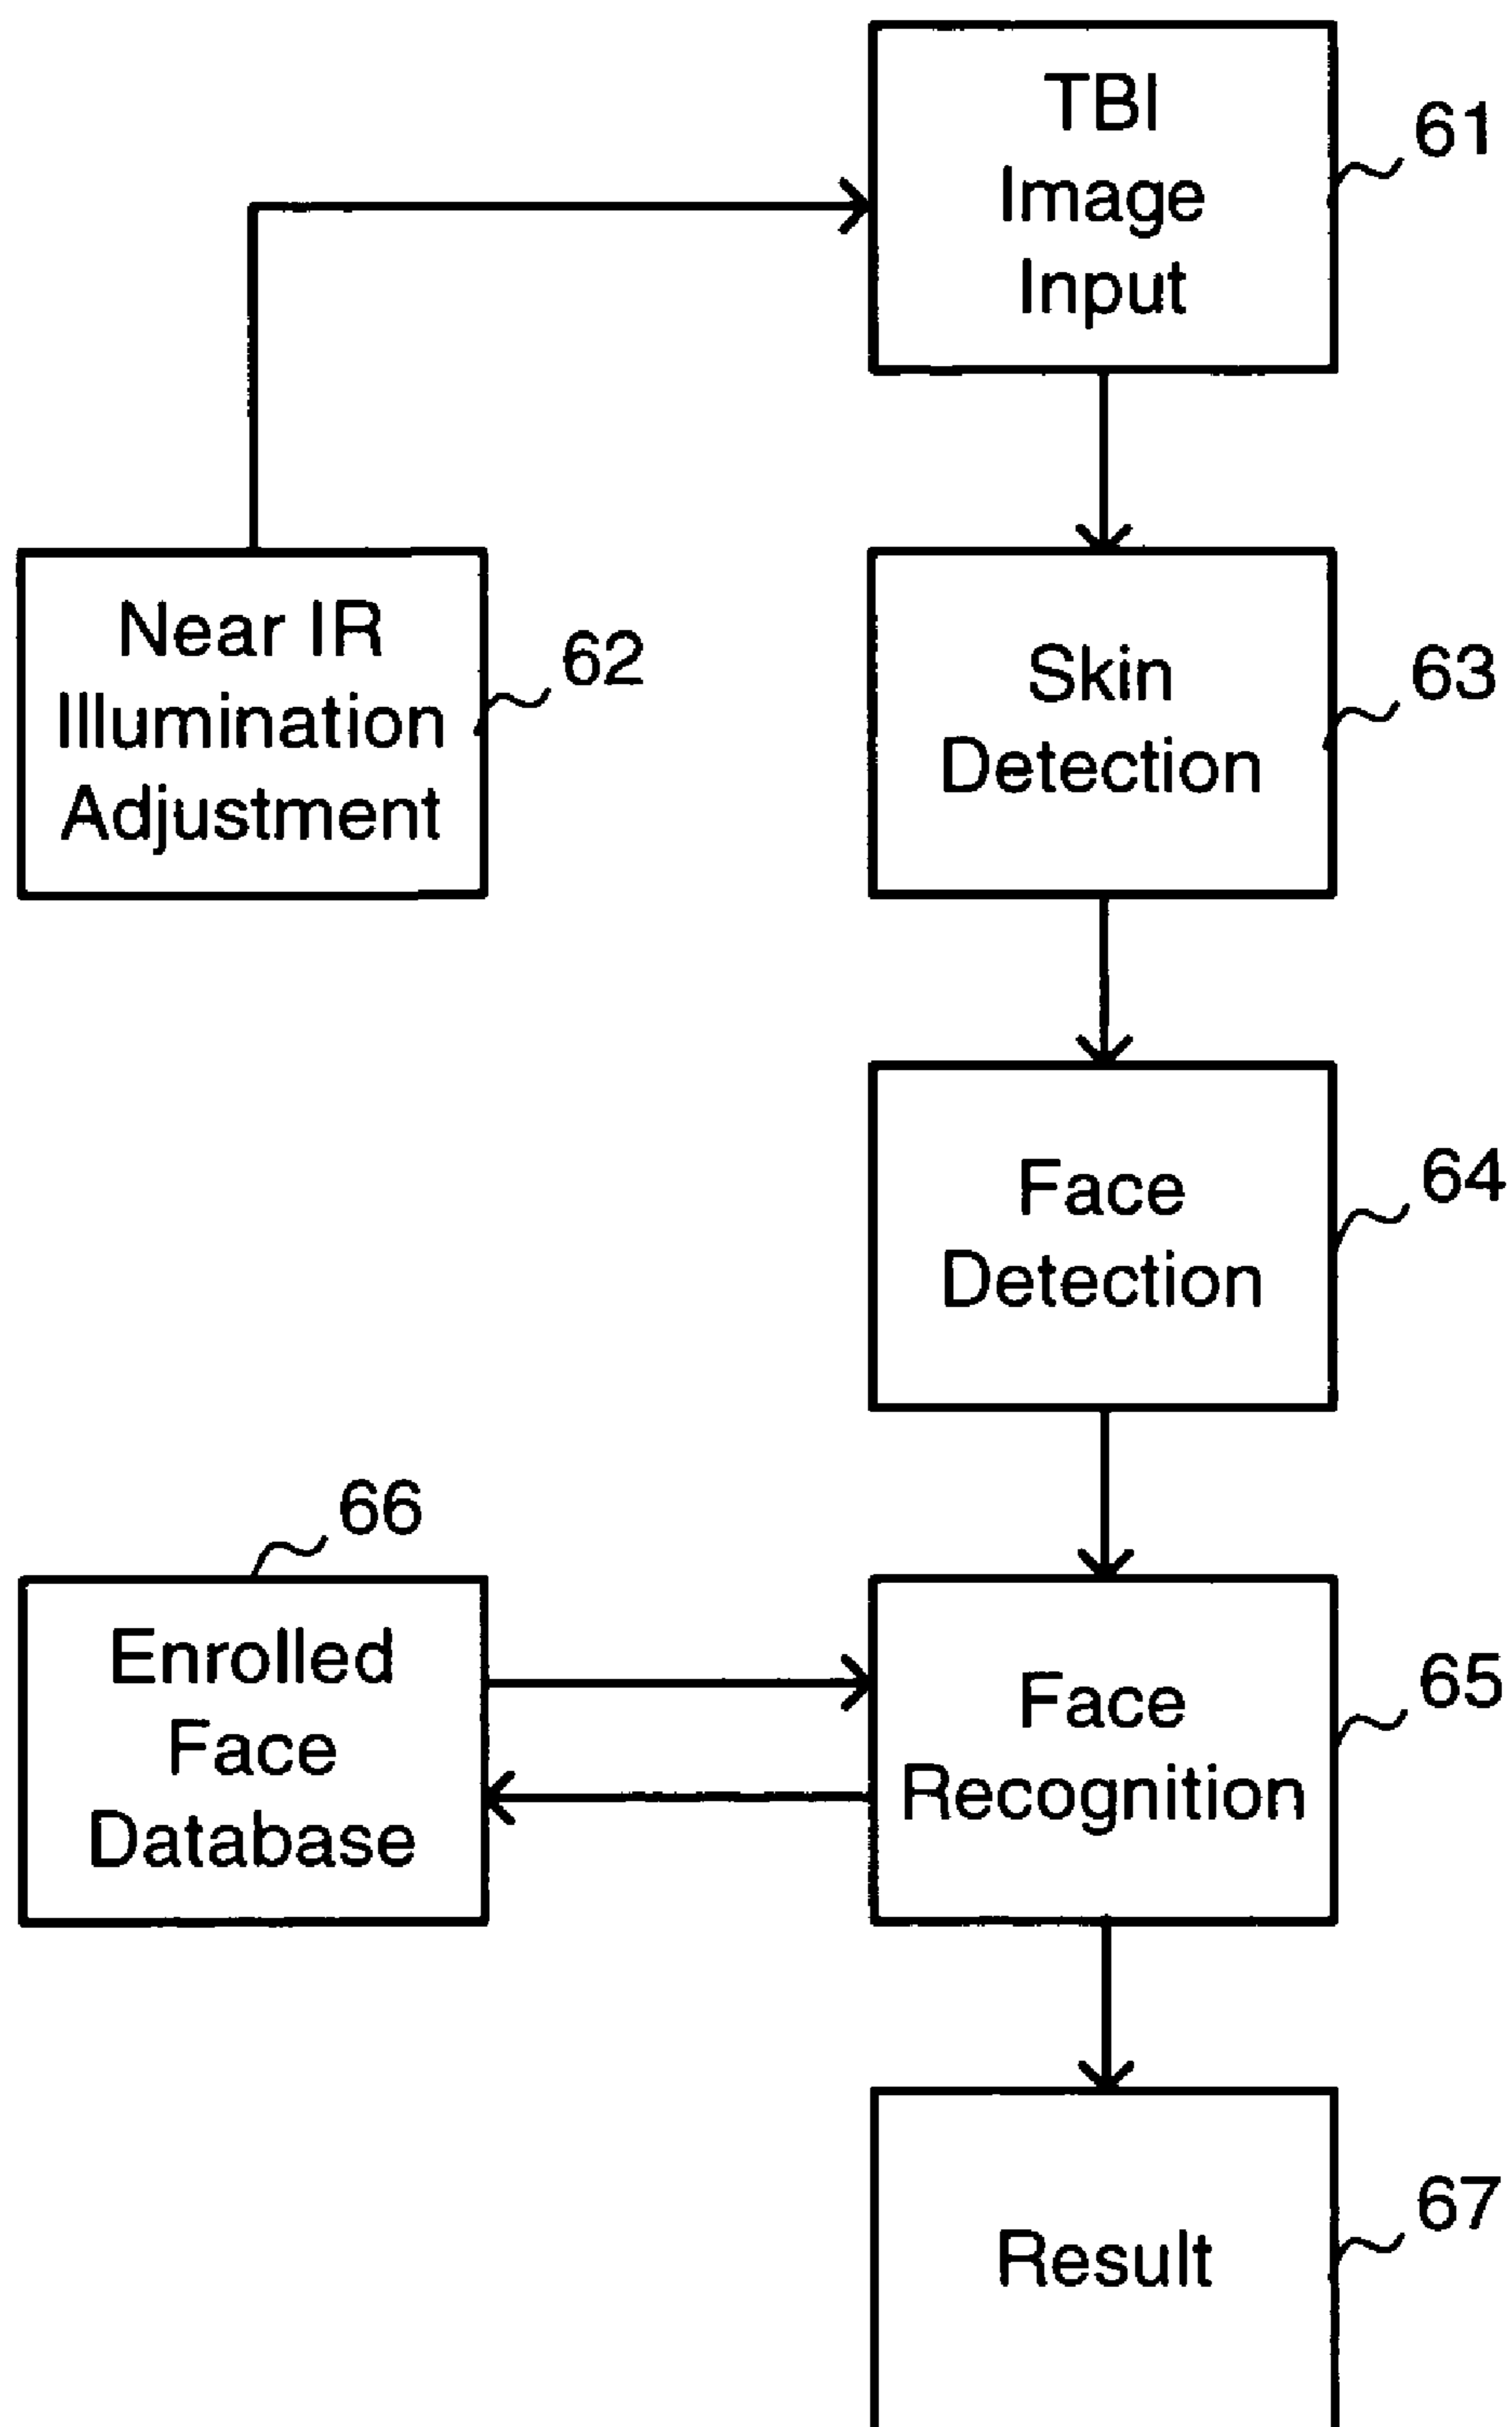 TBI
Image
Input
61
Near IR
Illumination
Adjustment
62
Skin
Detection
63
Face
Detection
64
Enrolled
Face
Database
66
Face
Recognition
65
Result
67